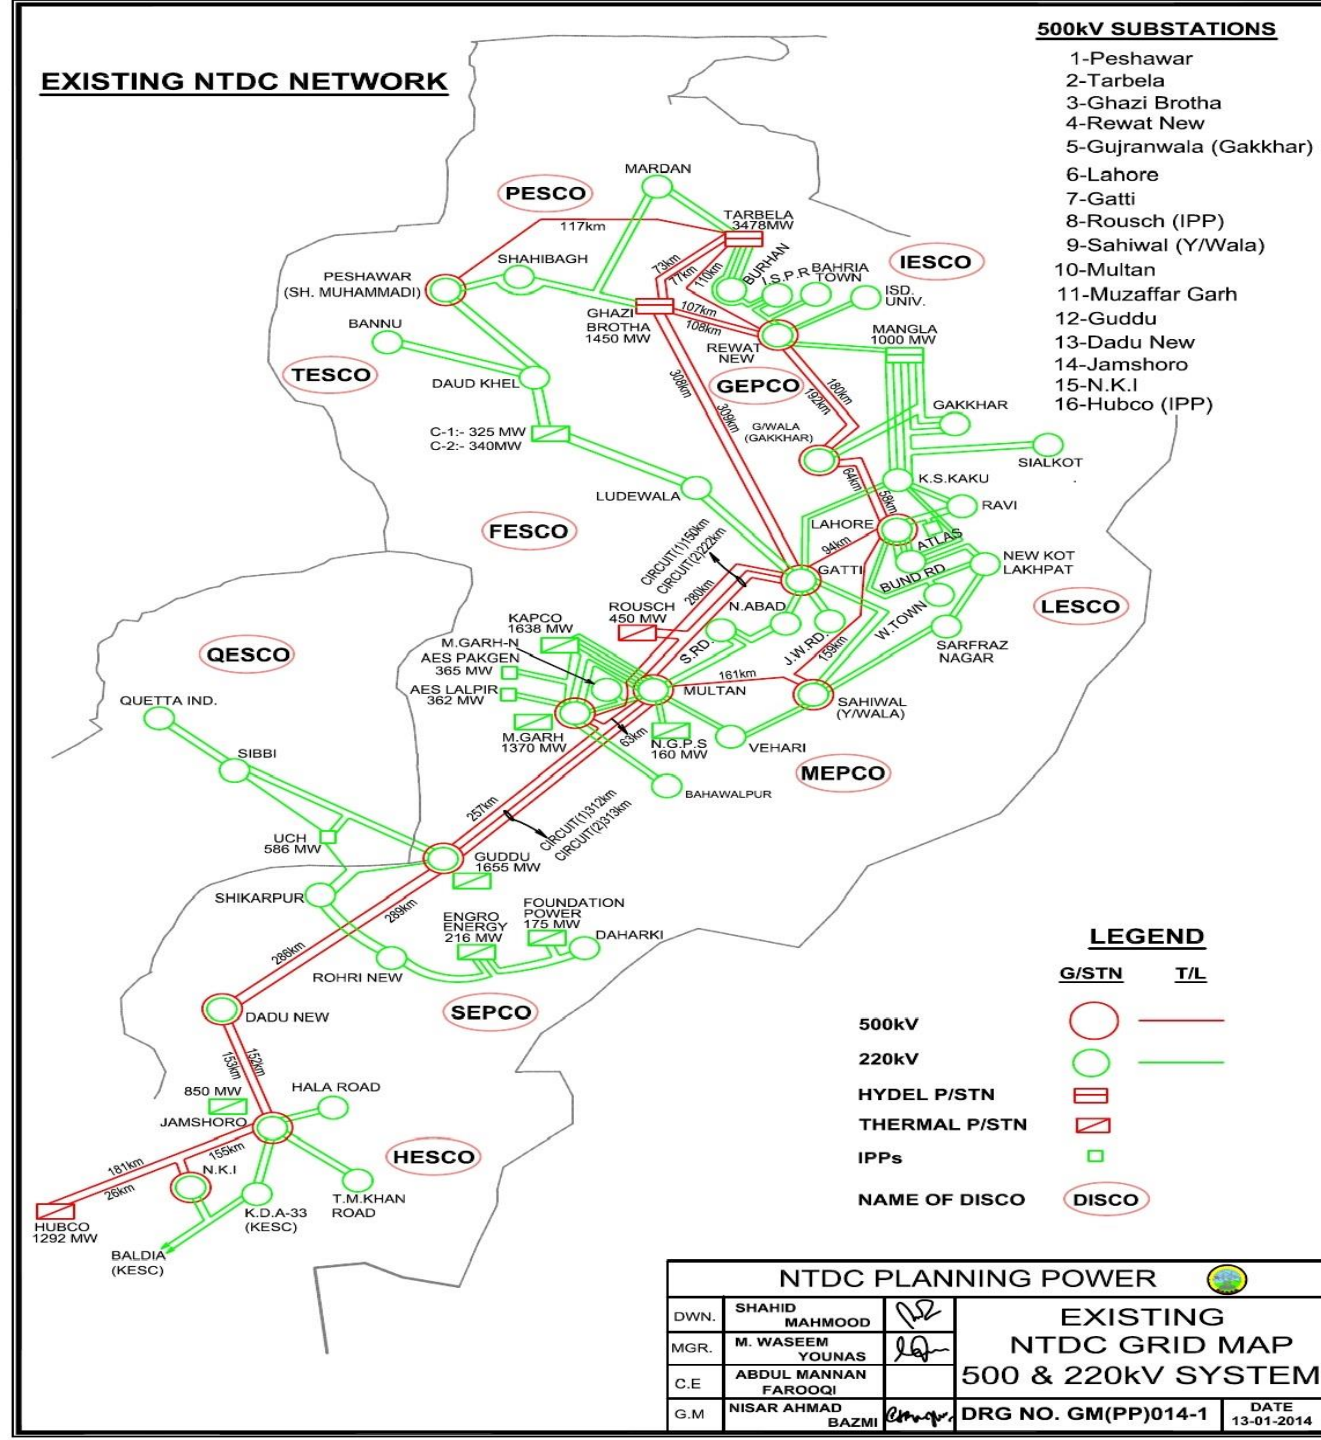 EXISTING NTDC NETWORK
500kV SUBSTATIONS
1-Peshawar
2-Tarbela
3-Ghazi Brotha
4-Rewat New
5-Gujranwala (Gakkhar)
6-Lahore
7-Gatti
8-Rousch (IPP)
9-Sahiwal (Y/Wala)
10-Multan
11-Muzaffar Garh
12-Guddu
13-Dadu New
14-Jamshoro
15-N.K.I
16-Hubco (IPP)
MARDAN
PESCO
TARBELA
3478MW
117km
SHAHIBAGH
PESHAWAR
(SH. MUHAMMADI)
73km
77km
110km
BURHAN
I.S.P.R
BAHRIA
TOWN
IESCO
ISD.
UNIV.
GHAZI
BROTHA
1450 MW
107km
108km
REWAT
NEW
MANGLA
1000 MW
BANNU
TESCO
DAUD KHEL
GEPCO
180km
192km
308km
309km
GAKKHAR
C-1:- 325 MW
C-2:- 340MW
G/WALA
(GAKKHAR)
SIALKOT
64km
58km
K.S.KAKU
LUDEWALA
RAVI
FESCO
LAHORE
ATLAS
CIRCUIT(1)150km
CIRCUIT(2)222km
94km
GATTI
BUND RD
NEW KOT
LAKHPAT
280km
LESCO
ROUSCH
450 MW
N.ABAD
W.TOWN
KAPCO
1638 MW
S.RD.
J.W.RD.
159km
SARFRAZ
NAGAR
M.GARH-N
QESCO
AES PAKGEN
365 MW
161km
AES LALPIR
362 MW
MULTAN
SAHIWAL
(Y/WALA)
QUETTA IND.
M.GARH
1370 MW
63km
N.G.P.S
160 MW
VEHARI
SIBBI
MEPCO
BAHAWALPUR
257km
CIRCUIT(1)312km
CIRCUIT(2)313km
UCH
586 MW
GUDDU
1655 MW
SHIKARPUR
289km
ENGRO
ENERGY
216 MW
FOUNDATION
POWER
175 MW
DAHARKI
286km
ROHRI NEW
SEPCO
DADU NEW
152km
153km
850 MW
HALA ROAD
JAMSHORO
155km
181km
26km
N.K.I
HESCO
T.M.KHAN
ROAD
K.D.A-33
(KESC)
HUBCO
1292 MW
BALDIA
(KESC)
LEGEND
G/STN T/L
500kV
220kV
HYDEL P/STN
THERMAL P/STN
IPPs
NAME OF DISCO DISCO
NTDC PLANNING POWER
DWN. SHAHID MAHMOOD
MGR. M. WASEEM YOUNAS
C.E ABDUL MANNAN FAROOQI
G.M NISAR AHMAD BAZMI
EXISTING
NTDC GRID MAP
500 & 220kV SYSTEM
DRG NO. GM(PP)014-1
DATE
13-01-2014